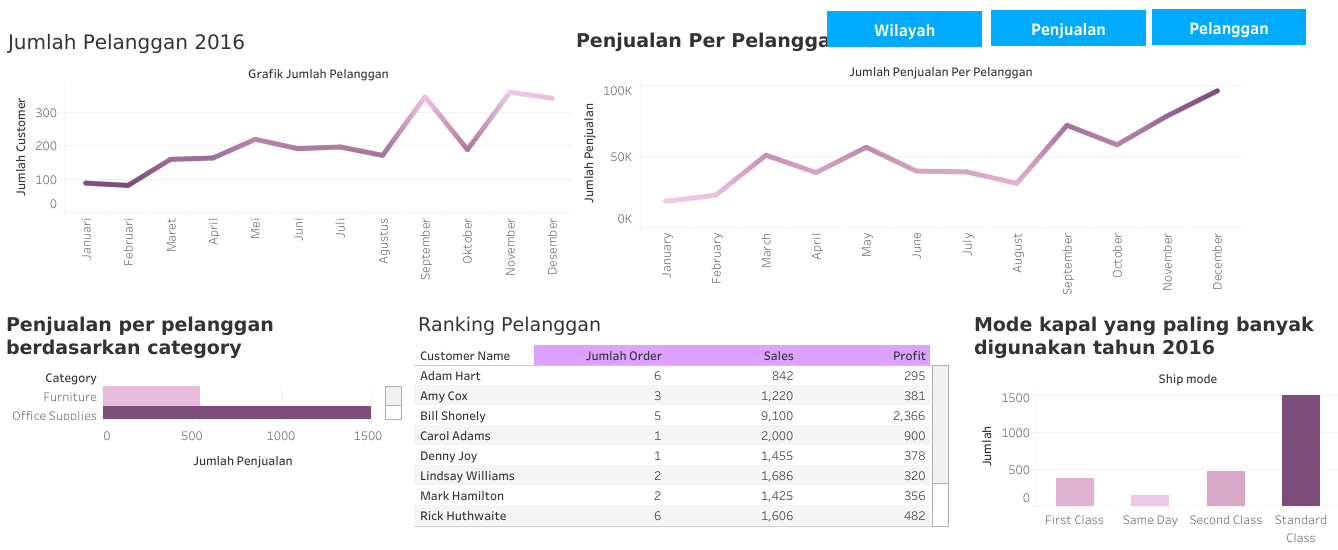 Jumlah Pelanggan 2016
Penjualan Per
Wilayah
Penjualan
Pelanggan
Grafik Jumlah Pelanggan
Jumlah Customer
300
200
100
0
Januari
Februari
Maret
April
Mei
Juni
Juli
Agustus
September
Oktober
November
Desember
Jumlah Penjualan Per Pelanggan
Jumlah Penjualan
100K
50K
0K
January
February
March
April
May
June
July
August
September
October
November
December
Penjualan per pelanggan
berdasarkan category
Category
Furniture
Office Supplies
0 500 1000 1500
Jumlah Penjualan
Ranking Pelanggan
Customer Name Jumlah Order Sales Profit
Adam Hart 6 842 295
Amy Cox 3 1,220 381
Bill Shonely 5 9,100 2,366
Carol Adams 1 2,000 900
Denny Joy 1 1,455 378
Lindsay Williams 2 1,686 320
Mark Hamilton 2 1,425 356
Rick Huthwaite 6 1,606 482
Mode kapal yang paling banyak
digunakan tahun 2016
Ship mode
Jumlah
1500
1000
500
0
First Class Same Day Second Class Standard
Class